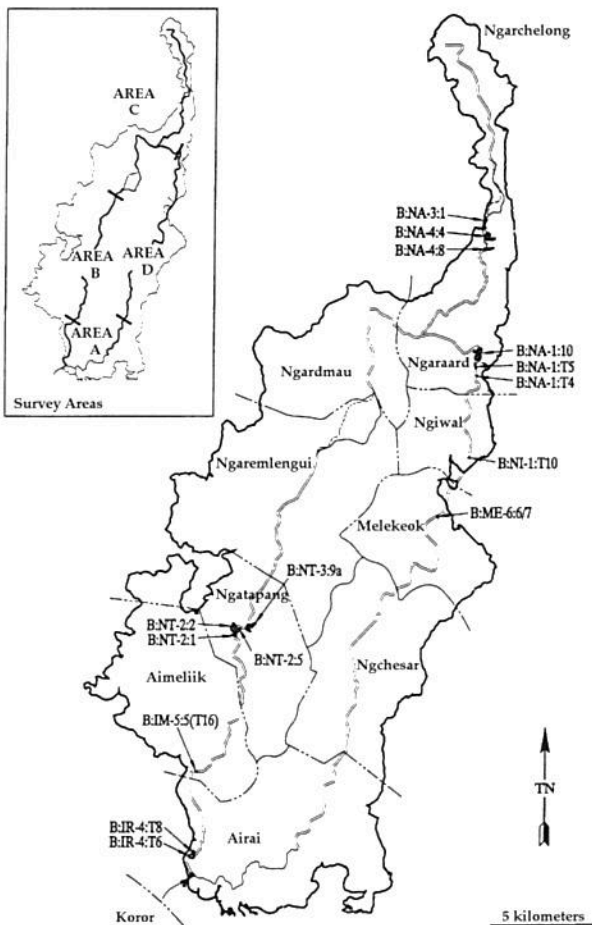 Ngarchelong
AREA
C
AREA
B
AREA
D
AREA
A
Survey Areas
B:NA-3:1
B:NA-4:4
B:NA-4:8
Ngardmau
Ngaraard
B:NA-1:10
B:NA-1:T5
B:NA-1:T4
Ngiwal
Ngaremlengui
B:NI-1:T10
Melekeok
B:ME-6:6/7
B:NT-3:9a
Ngatapang
B:NT-2:2
B:NT-2:1
B:NT-2:5
Aimeliik
Ngchesar
B:IM-5:5(T16)
TN
B:IR-4:T8
B:IR-4:T6
Airai
Koror
5 kilometers